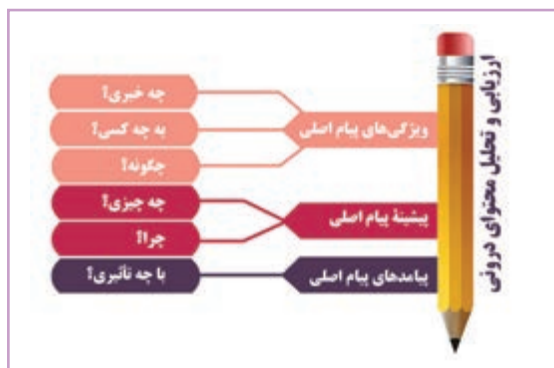 ارزیابی و تحلیل محتوای درونی
ویژگی‌های پیام اصلی
چه خبری؟
به چه کسی؟
چگونه؟
پیشینهٔ پیام اصلی
چه چیزی؟
چرا؟
پیامدهای پیام اصلی
با چه تأثیری؟